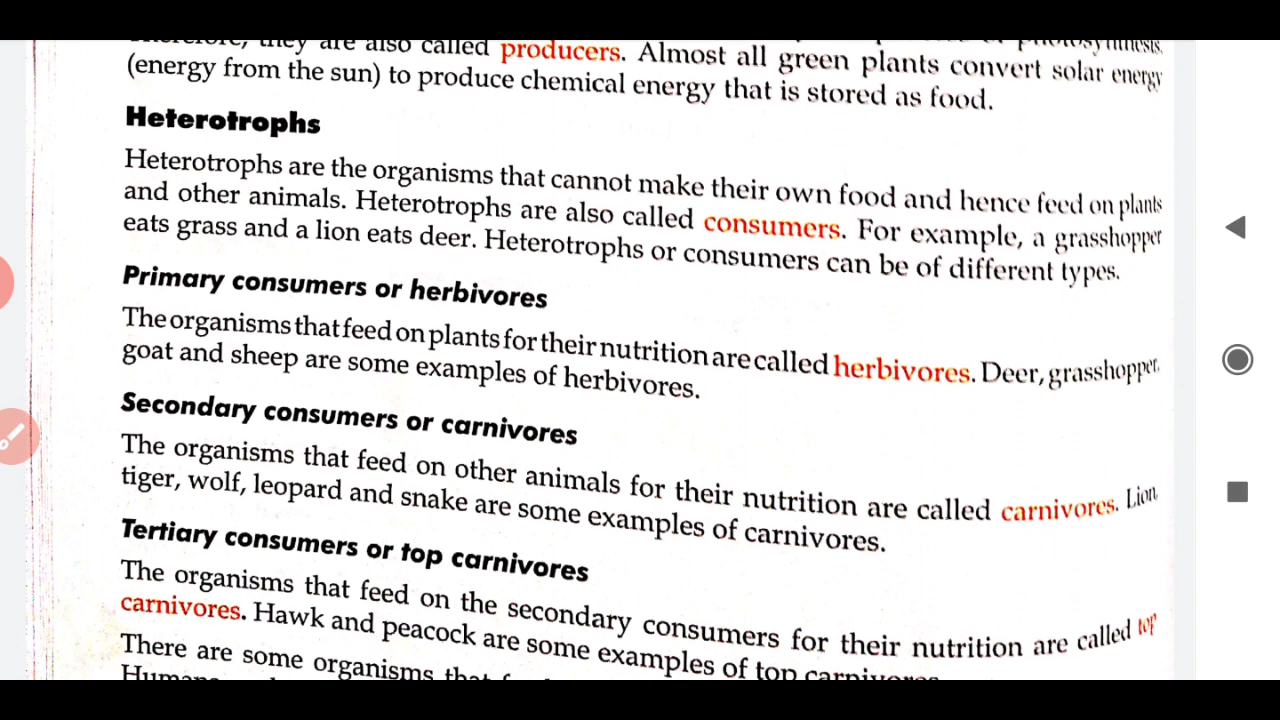 Therefore, they are also called producers. Almost all green plants convert solar energy
(energy from the sun) to produce chemical energy that is stored as food.
Heterotrophs
Heterotrophs are the organisms that cannot make their own food and hence feed on plants
and other animals. Heterotrophs are also called consumers. For example, a grasshopper
eats grass and a lion eats deer. Heterotrophs or consumers can be of different types.
Primary consumers or herbivores
The organisms that feed on plants for their nutrition are called herbivores. Deer, grasshopper,
goat and sheep are some examples of herbivores.
Secondary consumers or carnivores
The organisms that feed on other animals for their nutrition are called carnivores. Lion
tiger, wolf, leopard and snake are some examples of carnivores.
Tertiary consumers or top carnivores
The organisms that feed on the secondary consumers for their nutrition are called top
carnivores. Hawk and peacock are some examples of top carnivores.
There are some organisms that